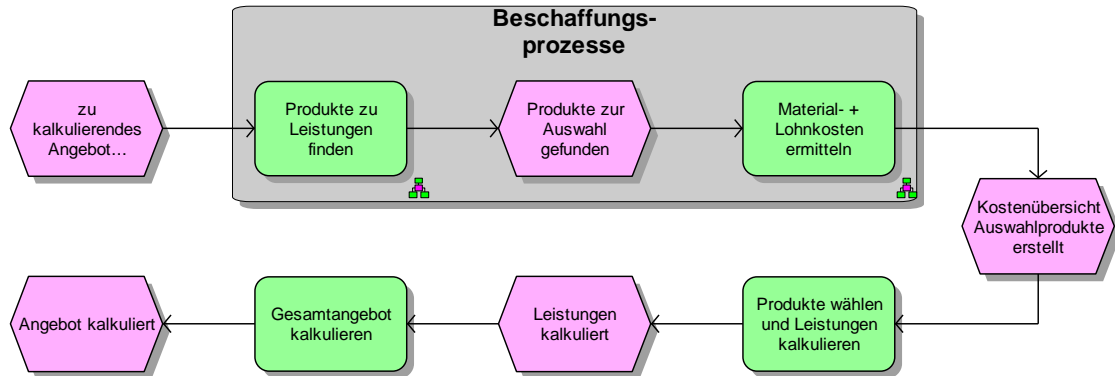 Beschaffungs-
prozesse
zu
kalkulierendes
Angebot…
Produkte zu
Leistungen
finden
Produkte zur
Auswahl
gefunden
Material- +
Lohnkosten
ermitteln
Kostenübersicht
Auswahlprodukte
erstellt
Produkte wählen
und Leistungen
kalkulieren
Leistungen
kalkuliert
Gesamtangebot
kalkulieren
Angebot kalkuliert